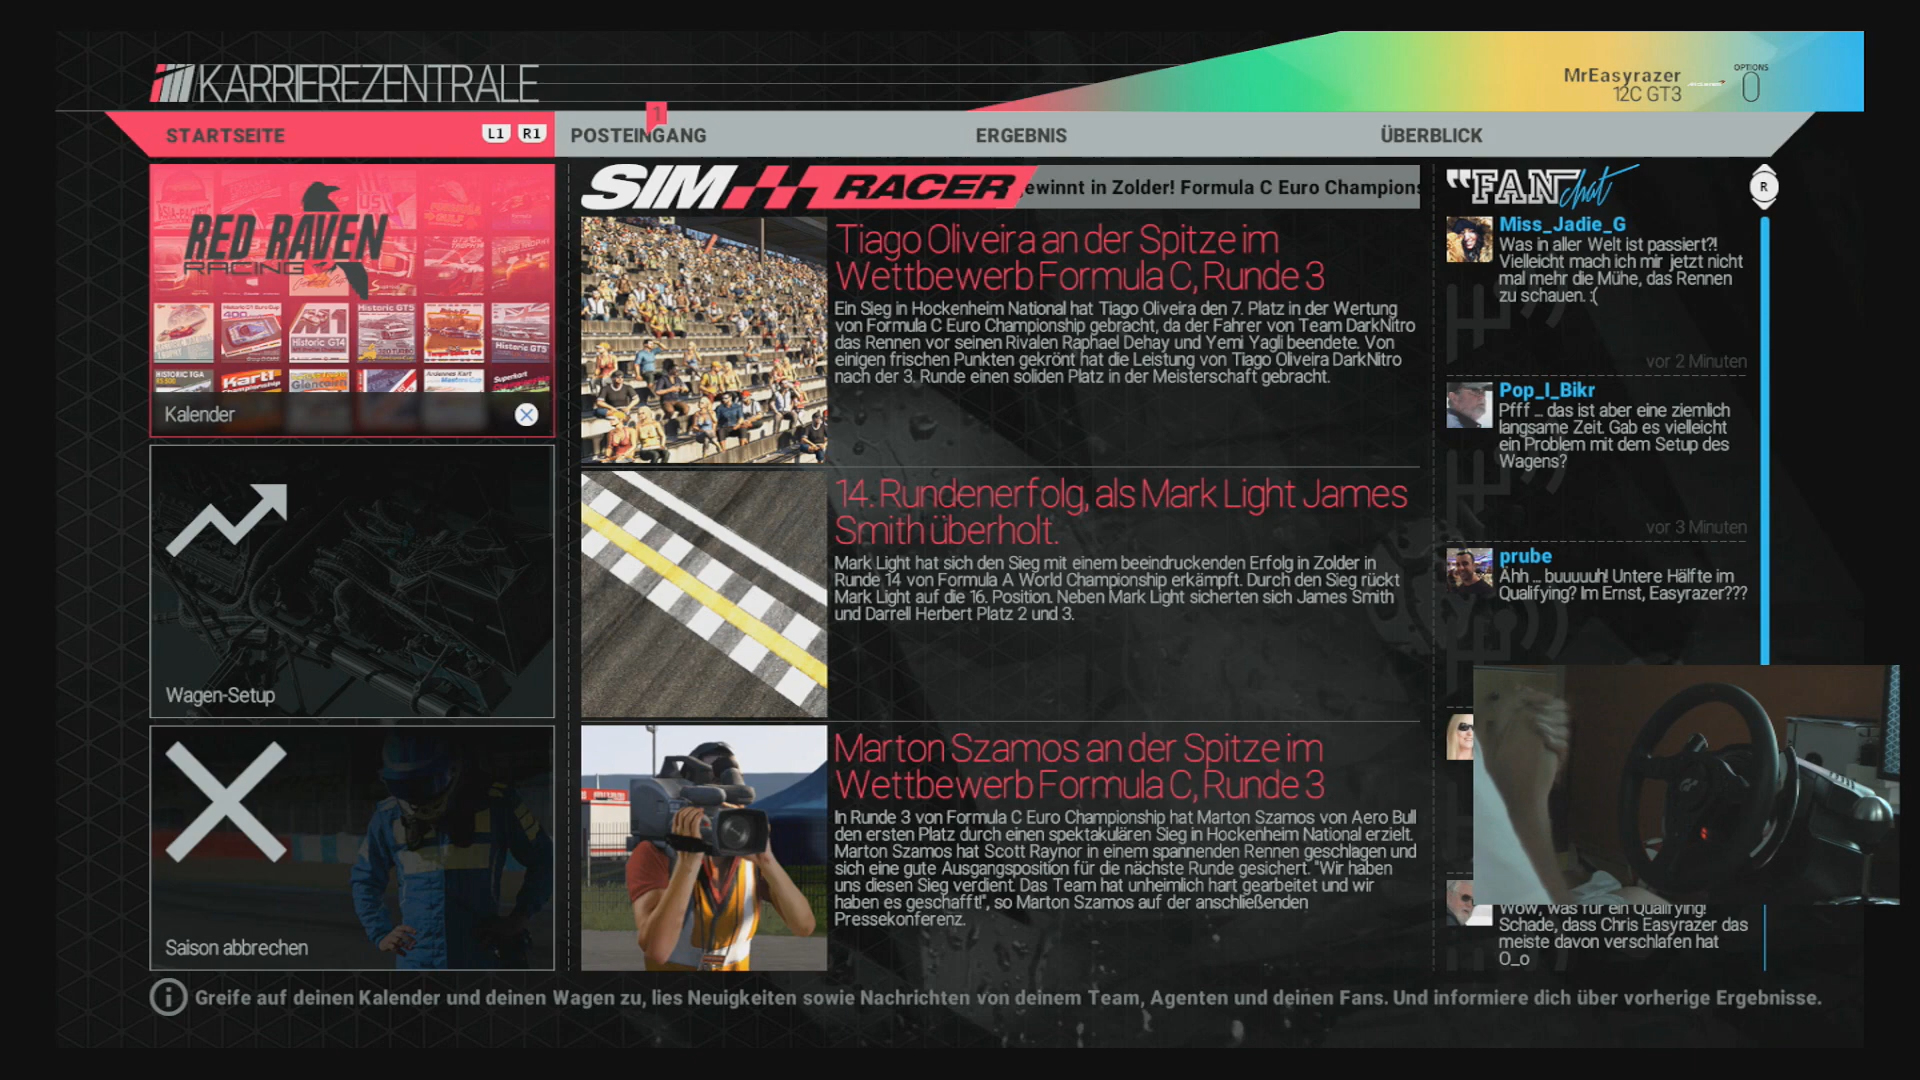 KARRIEREZENTRALE
MrEasyrazer
12C GT3
OPTIONS
STARTSEITE
L1 R1
POSTEINGANG
1
ERGEBNIS
ÜBERBLICK
RED RAVEN
RACING
Historic GT4
Historic GT5
Historic GT5
Kart1
Glencairn
Superkart
Kalender
Wagen-Setup
Saison abbrechen
SIM RACER
ewinnt in Zolder! Formula C Euro Champions
Tiago Oliveira an der Spitze im
Wettbewerb Formula C, Runde 3
Ein Sieg in Hockenheim National hat Tiago Oliveira den 7. Platz in der Wertung
von Formula C Euro Championship gebracht, da der Fahrer von Team DarkNitro
das Rennen vor seinen Rivalen Raphael Dehay und Yemi Yagli beendete. Von
einigen frischen Punkten gekrönt hat die Leistung von Tiago Oliveira DarkNitro
nach der 3. Runde einen soliden Platz in der Meisterschaft gebracht.
14. Rundenerfolg, als Mark Light James
Smith überholt.
Mark Light hat sich den Sieg mit einem beeindruckenden Erfolg in Zolder in
Runde 14 von Formula A World Championship erkämpft. Durch den Sieg rückt
Mark Light auf die 16. Position. Neben Mark Light sicherten sich James Smith
und Darrell Herbert Platz 2 und 3.
Marton Szamos an der Spitze im
Wettbewerb Formula C, Runde 3
In Runde 3 von Formula C Euro Championship hat Marton Szamos von Aero Bull
den ersten Platz durch einen spektakulären Sieg in Hockenheim National erzielt.
Marton Szamos hat Scott Raynor in einem spannenden Rennen geschlagen und
sich eine gute Ausgangsposition für die nächste Runde gesichert. "Wir haben
uns diesen Sieg verdient. Das Team hat unheimlich hart gearbeitet und wir
haben es geschafft!", so Marton Szamos auf der anschließenden
Pressekonferenz.
"FAN chat
R
Miss_Jadie_G
Was in aller Welt ist passiert?!
Vielleicht mach ich mir jetzt nicht
mal mehr die Mühe, das Rennen
zu schauen. :(
vor 2 Minuten
Pop_I_Bikr
Pfff ... das ist aber eine ziemlich
langsame Zeit. Gab es vielleicht
ein Problem mit dem Setup des
Wagens?
vor 3 Minuten
prube
Ähh ... buuuuuh! Untere Hälfte im
Qualifying? Im Ernst, Easyrazer???
Wow, was für ein Qualifying!
Schade, dass Chris Easyrazer das
meiste davon verschlafen hat
O_o
Greife auf deinen Kalender und deinen Wagen zu, lies Neuigkeiten sowie Nachrichten von deinem Team, Agenten und deinen Fans. Und informiere dich über vorherige Ergebnisse.